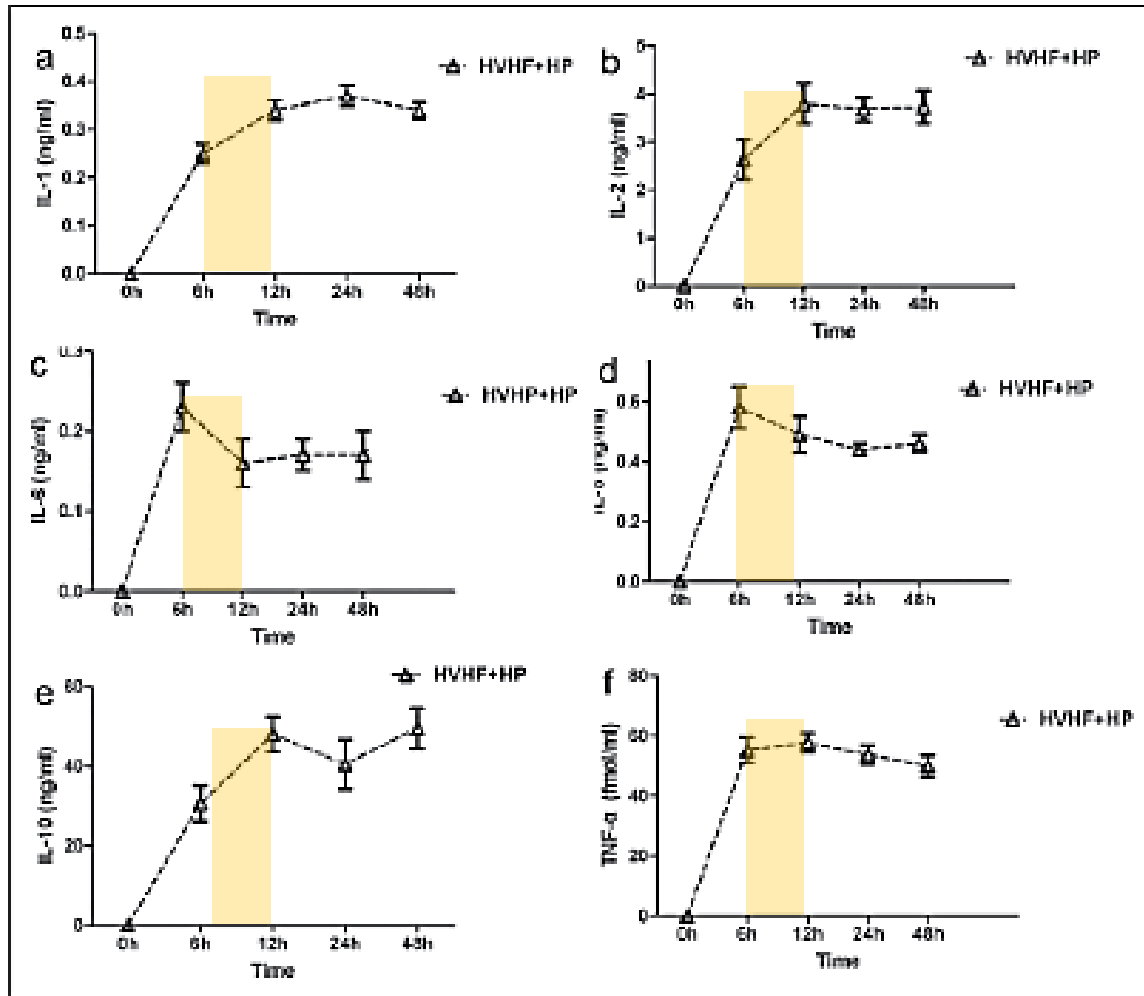 a
0.5
0.4
0.3
0.2
0.1
0.0
IL-1 (ng/ml)
HVHF+HP
0h 6h 12h 24h 48h
Time
b
5
4
3
2
1
0
IL-2 (ng/ml)
HVHF+HP
0h 6h 12h 24h 48h
Time
c
0.3
0.2
0.1
0.0
(ng/ml)
HVHP+HP
0h 6h 12h 24h 48h
Time
d
0.6
0.4
0.2
0.0
(ng/ml)
HVHF+HP
0h 6h 12h 24h 48h
Time
e
60
40
20
0
IL-10 (ng/ml)
HVHF+HP
0h 6h 12h 24h 48h
Time
f
80
60
40
20
0
TNF-α (fmol/ml)
HVHF+HP
0h 6h 12h 24h 48h
Time